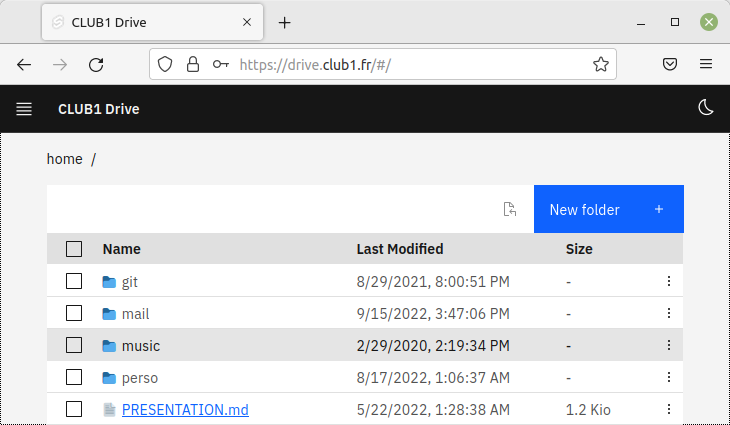 CLUB1 Drive
https://drive.club1.fr/#/
CLUB1 Drive
home /
New folder +
Name Last Modified Size
git 8/29/2021, 8:00:51 PM -
mail 9/15/2022, 3:47:06 PM -
music 2/29/2020, 2:19:34 PM -
perso 8/17/2022, 1:06:37 AM -
PRESENTATION.md 5/22/2022, 1:28:38 AM 1.2 Kio